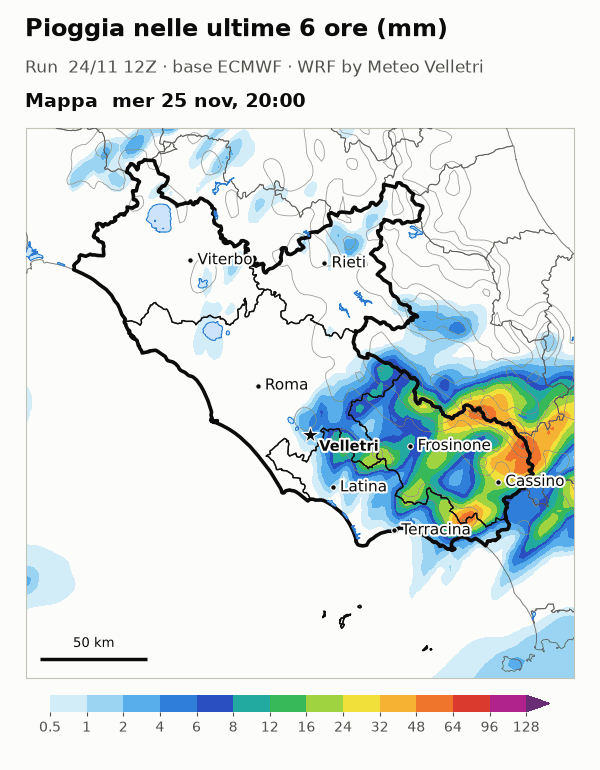 Pioggia nelle ultime 6 ore (mm)
Run  24/11 12Z · base ECMWF · WRF by Meteo Velletri
Mappa  mer 25 nov, 20:00
Viterbo
Rieti
Roma
Velletri
Frosinone
Latina
Cassino
Terracina
50 km
0.5 1 2 4 6 8 12 16 24 32 48 64 96 128